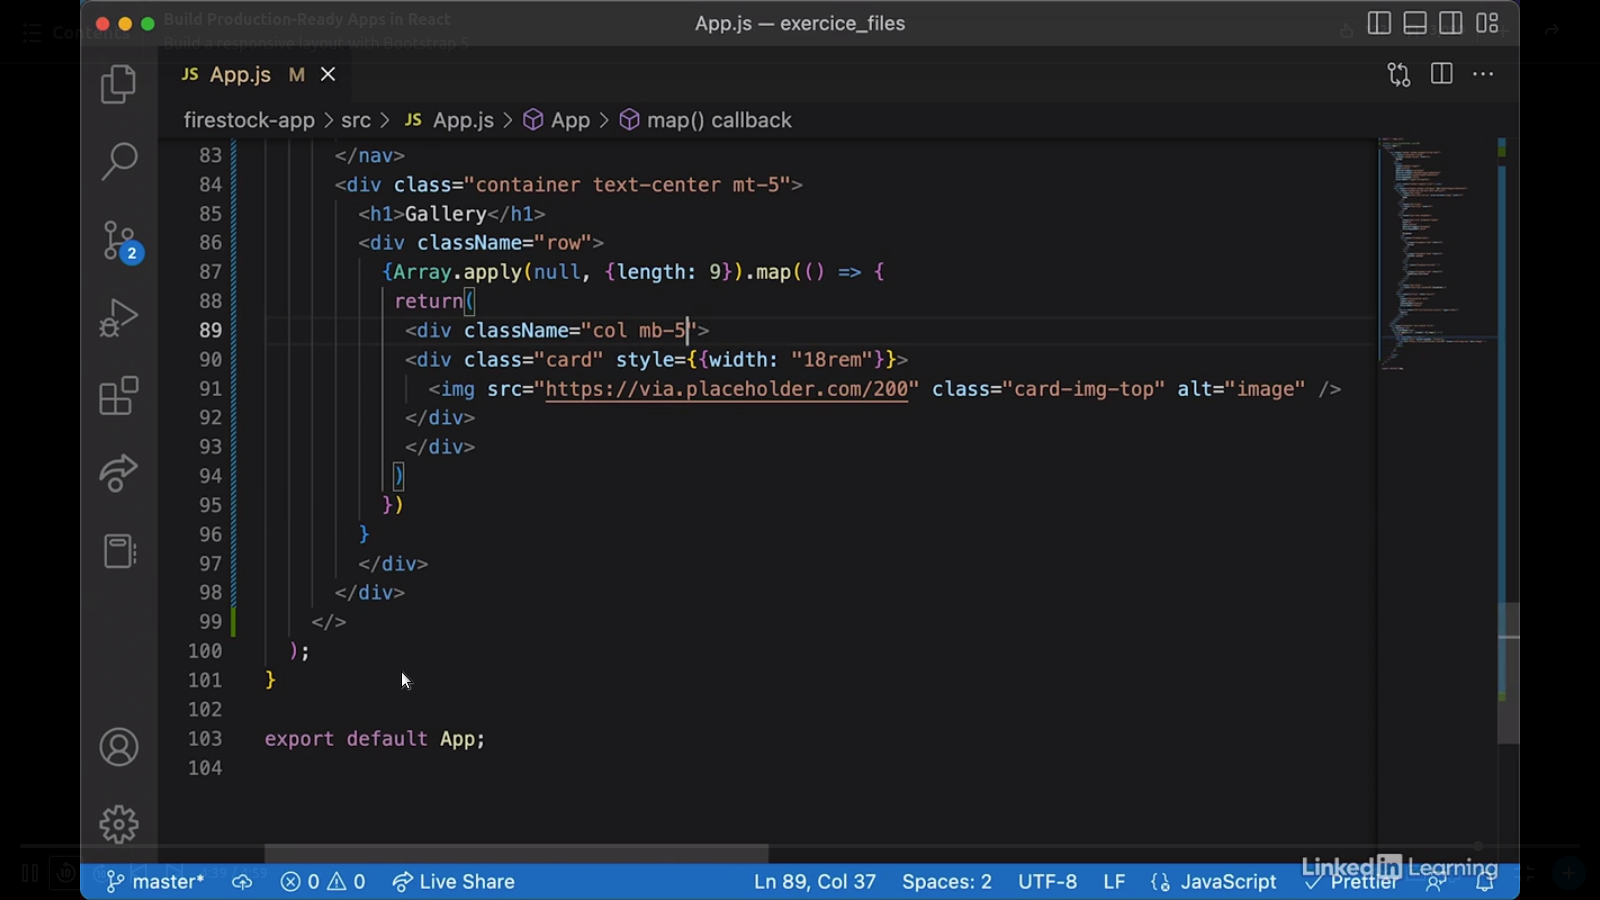 Build Production-Ready Apps in React
Contents
Build a responsive layout with Bootstrap 5
App.js — exercice_files
JS App.js M
firestock-app > src > JS App.js > App > map() callback
83 </nav>
84 <div class="container text-center mt-5">
85 <h1>Gallery</h1>
86 <div className="row">
87 {Array.apply(null, {length: 9}).map(() => {
88 return(
89 <div className="col mb-5">
90 <div class="card" style={{width: "18rem"}}>
91 <img src="https://via.placeholder.com/200" class="card-img-top" alt="image" />
92 </div>
93 </div>
94 )
95 })
96 }
97 </div>
98 </div>
99 </>
100 );
101 }
102
103 export default App;
104
2
master* 0 0 Live Share Ln 89, Col 37 Spaces: 2 UTF-8 LF {} JavaScript Prettier
LinkedIn Learning